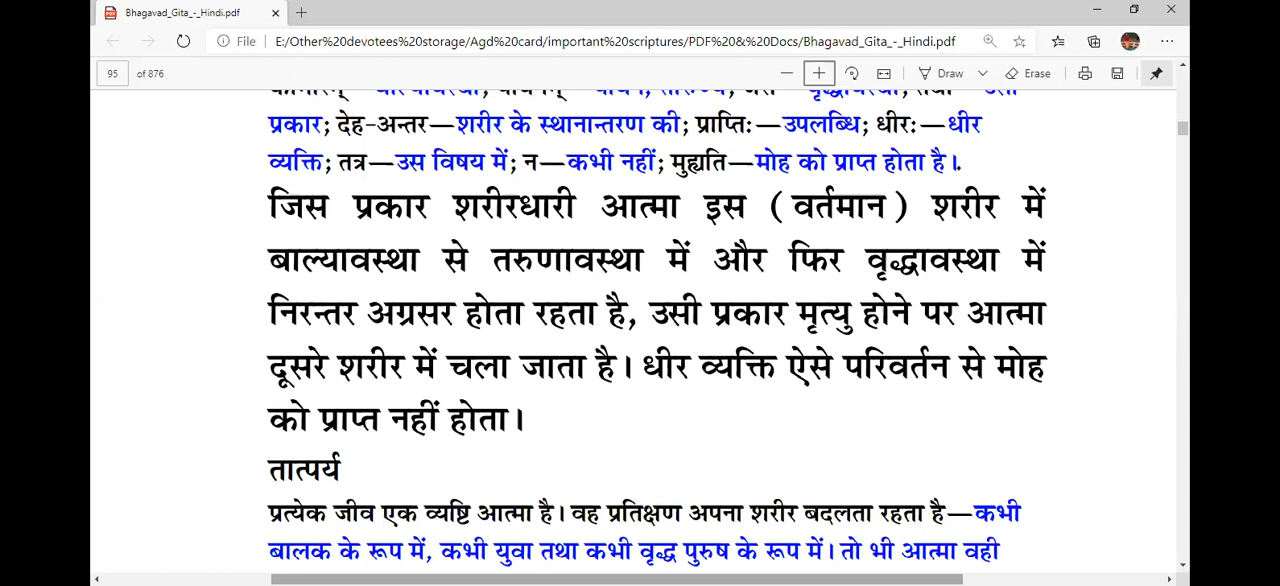 Bhagavad_Gita_-_Hindi.pdf
File E:/Other%20devotees%20storage/Agd%20card/important%20scriptures/PDF%20&%20Docs/Bhagavad_Gita_-_Hindi.pdf
95 of 876 Draw Erase
प्रकार; देह-अन्तर—शरीर के स्थानान्तरण की; प्राप्तिः—उपलब्धि; धीरः—धीर
व्यक्ति; तत्र—उस विषय में; न—कभी नहीं; मुह्यति—मोह को प्राप्त होता है।.
जिस प्रकार शरीरधारी आत्मा इस (वर्तमान) शरीर में
बाल्यावस्था से तरुणावस्था में और फिर वृद्धावस्था में
निरन्तर अग्रसर होता रहता है, उसी प्रकार मृत्यु होने पर आत्मा
दूसरे शरीर में चला जाता है। धीर व्यक्ति ऐसे परिवर्तन से मोह
को प्राप्त नहीं होता।
तात्पर्य
प्रत्येक जीव एक व्यष्टि आत्मा है। वह प्रतिक्षण अपना शरीर बदलता रहता है—कभी
बालक के रूप में, कभी युवा तथा कभी वृद्ध पुरुष के रूप में। तो भी आत्मा वही